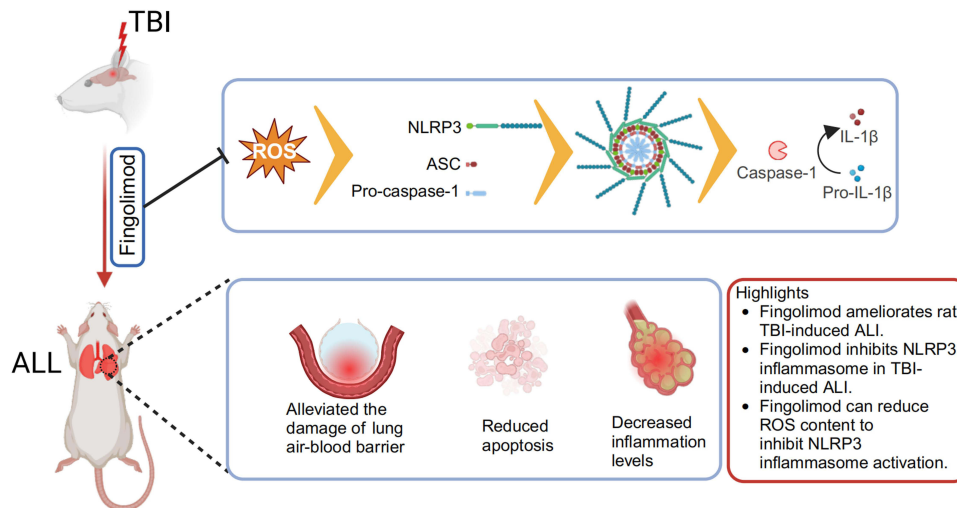 TBI
Fingolimod
ROS
NLRP3
ASC
Pro-caspase-1
Caspase-1
IL-1β
Pro-IL-1β
ALL
Alleviated the
damage of lung
air-blood barrier
Reduced
apoptosis
Decreased
inflammation
levels
Highlights
• Fingolimod ameliorates rat
TBI-induced ALI.
• Fingolimod inhibits NLRP3
inflammasome in TBI-
induced ALI.
• Fingolimod can reduce
ROS content to
inhibit NLRP3
inflammasome activation.